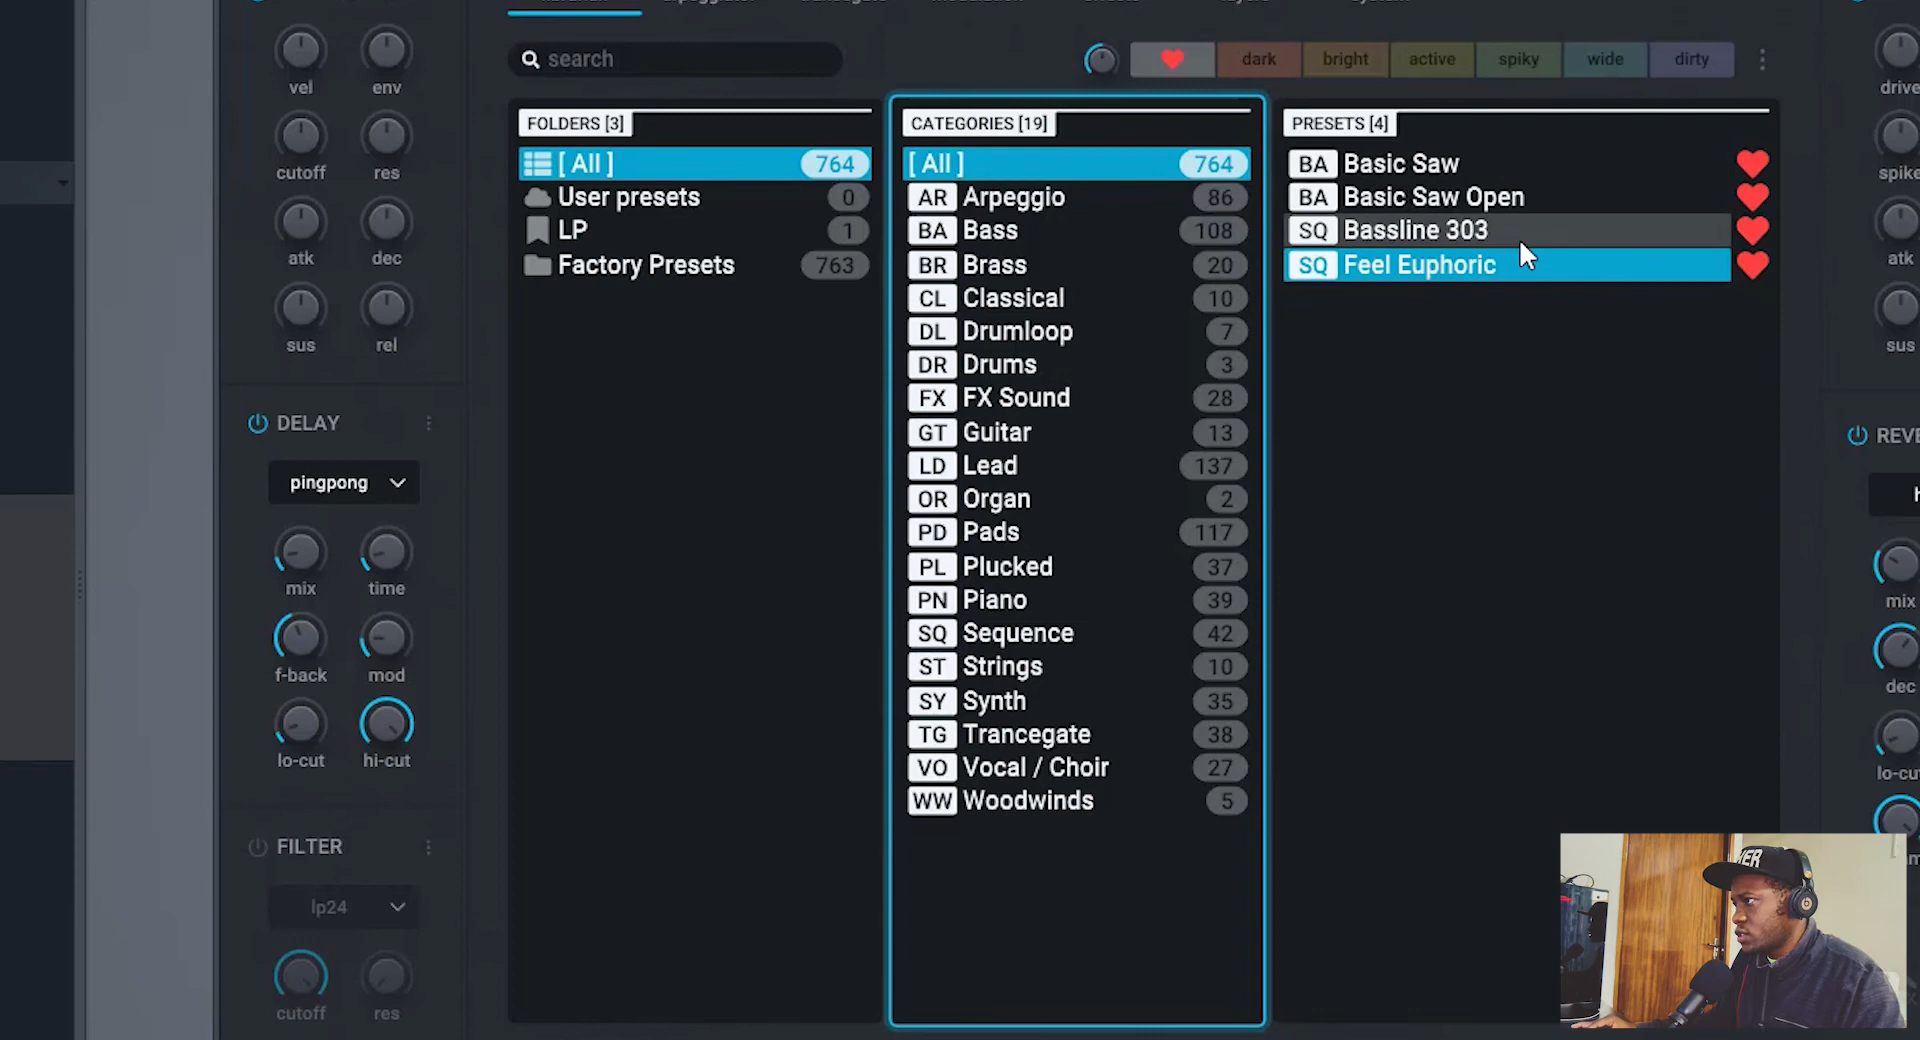 search
dark
bright
active
spiky
wide
dirty
vel
env
cutoff
res
atk
dec
sus
rel
DELAY
pingpong
mix
time
f-back
mod
lo-cut
hi-cut
FILTER
lp24
cutoff
res
FOLDERS [3]
[ All ] 764
User presets 0
LP 1
Factory Presets 763
CATEGORIES [19]
[ All ] 764
AR Arpeggio 86
BA Bass 108
BR Brass 20
CL Classical 10
DL Drumloop 7
DR Drums 3
FX FX Sound 28
GT Guitar 13
LD Lead 137
OR Organ 2
PD Pads 117
PL Plucked 37
PN Piano 39
SQ Sequence 42
ST Strings 10
SY Synth 35
TG Trancegate 38
VO Vocal / Choir 27
WW Woodwinds 5
PRESETS [4]
BA Basic Saw
BA Basic Saw Open
SQ Bassline 303
SQ Feel Euphoric
drive
spike
atk
sus
REVE
mix
dec
lo-cu